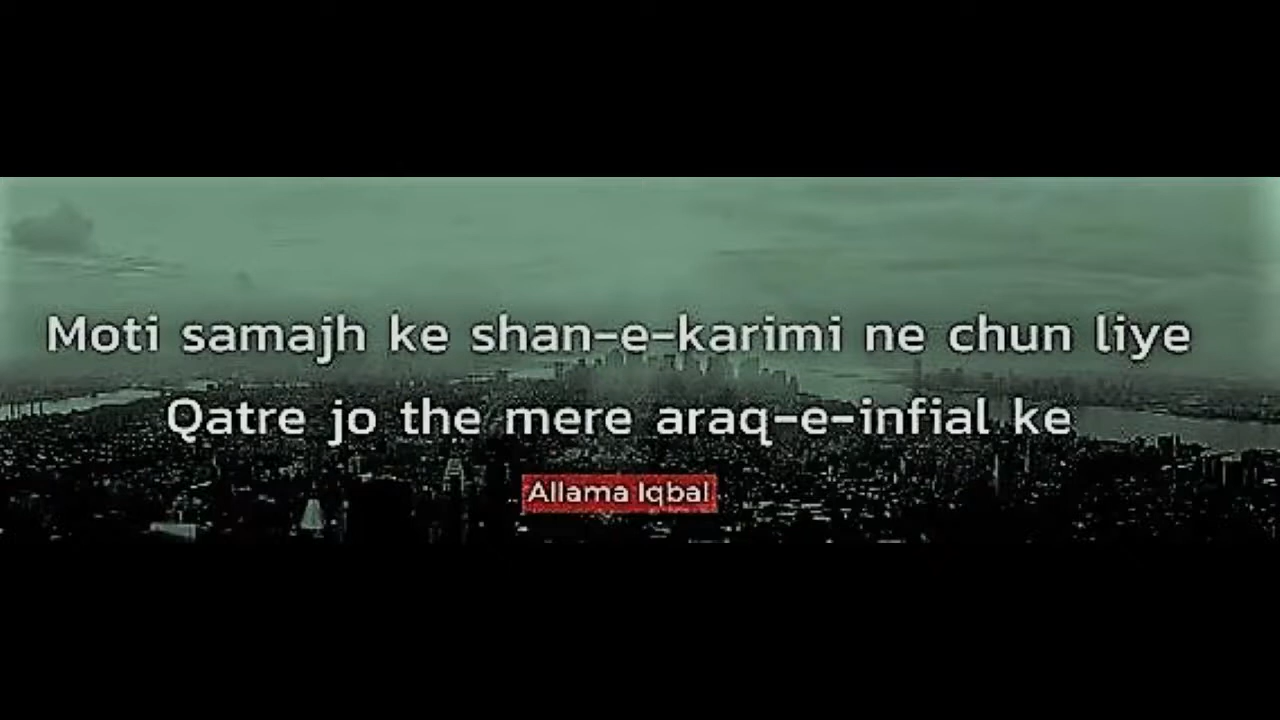 Moti samajh ke shan-e-karimi ne chun liye
Qatre jo the mere araq-e-infial ke
.. Allama Iqbal